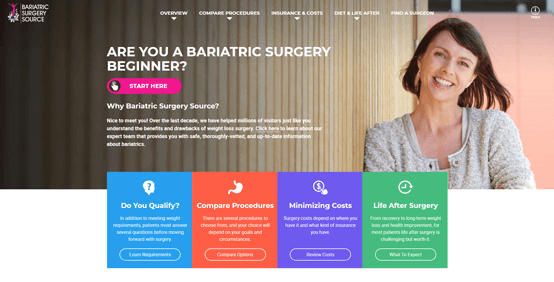 BARIATRIC
SURGERY
SOURCE
OVERVIEW COMPARE PROCEDURES INSURANCE & COSTS DIET & LIFE AFTER FIND A SURGEON
ARE YOU A BARIATRIC SURGERY
BEGINNER?
START HERE
Why Bariatric Surgery Source?
Nice to meet you! Over the last decade, we have helped millions of visitors just like you
understand the benefits and drawbacks of weight loss surgery. Click here to learn about our
expert team that provides you with safe, thoroughly-vetted, and up-to-date information
about bariatrics.
Do You Qualify?
In addition to meeting weight
requirements, patients must answer
several questions before moving
forward with surgery.
Learn Requirements
Compare Procedures
There are several procedures to
choose from, and your choice
will depend on your goals and
circumstances.
Compare Options
Minimizing Costs
Surgery costs depend on where you
have it and what kind of insurance
you have.
Review Costs
Life After Surgery
From recovery to long-term weight
loss and health improvement, for
most patients life after surgery is
challenging but worth it.
What To Expect